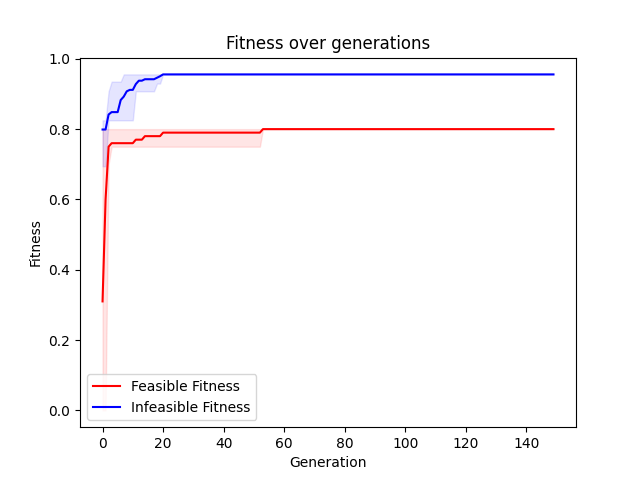 Fitness over generations
Fitness
1.0
0.8
0.6
0.4
0.2
0.0
Feasible Fitness
Infeasible Fitness
0 20 40 60 80 100 120 140
Generation